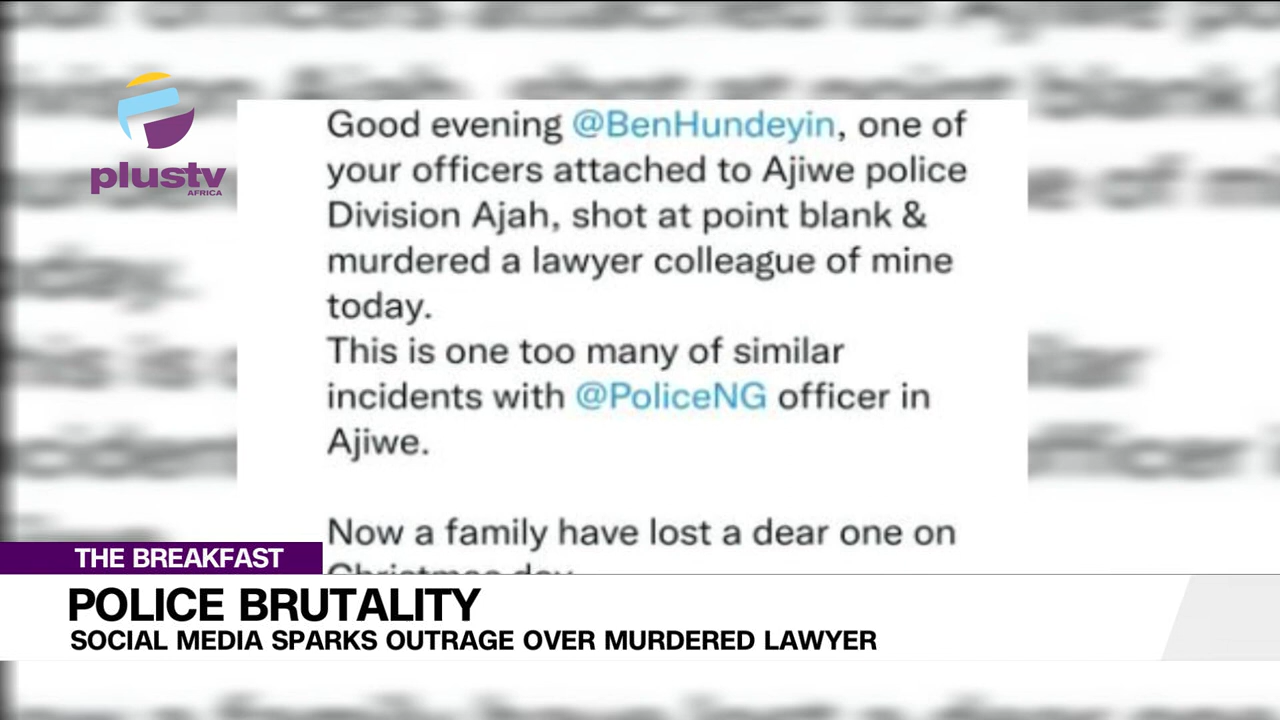 plustv
AFRICA
Good evening @BenHundeyin, one of
your officers attached to Ajiwe police
Division Ajah, shot at point blank &
murdered a lawyer colleague of mine
today.
This is one too many of similar
incidents with @PoliceNG officer in
Ajiwe.
Now a family have lost a dear one on
Christmas day
THE BREAKFAST
POLICE BRUTALITY
SOCIAL MEDIA SPARKS OUTRAGE OVER MURDERED LAWYER